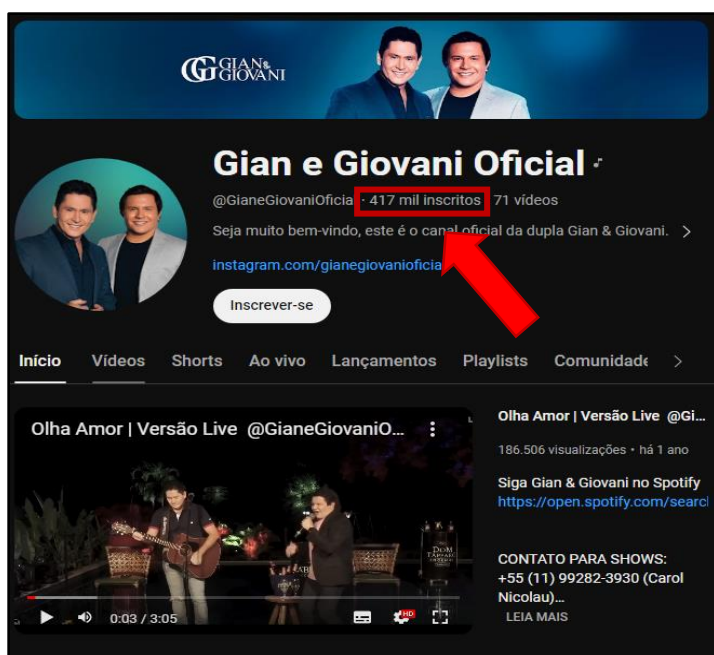 GG GIAN&
GIOVANI
Gian e Giovani Oficial
@GianeGiovaniOficial · 417 mil inscritos 71 vídeos
Seja muito bem-vindo, este é o canal oficial da dupla Gian & Giovani. >
instagram.com/gianegiovanioficial
Inscrever-se
Início Vídeos Shorts Ao vivo Lançamentos Playlists Comunidade >
Olha Amor | Versão Live @GianeGiovaniO...
0:03 / 3:05
HD
Olha Amor | Versão Live @Gi...
186.506 visualizações • há 1 ano
Siga Gian & Giovani no Spotify
https://open.spotify.com/search
CONTATO PARA SHOWS:
+55 (11) 99282-3930 (Carol
Nicolau)...
LEIA MAIS